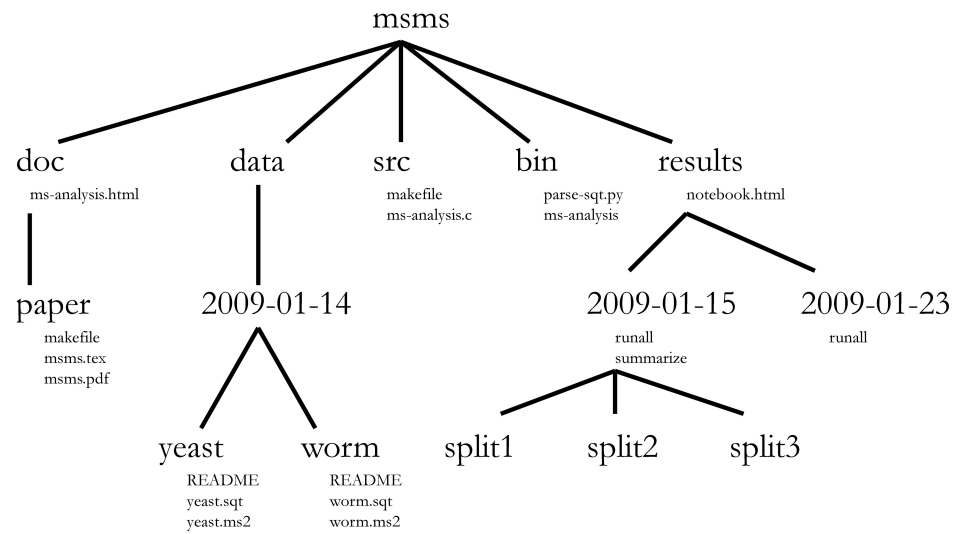 msms
doc
data
src
bin
results
ms-analysis.html
makefile
ms-analysis.c
parse-sqt.py
ms-analysis
notebook.html
paper
2009-01-14
2009-01-15
2009-01-23
makefile
msms.tex
msms.pdf
runall
summarize
runall
yeast
worm
split1
split2
split3
README
yeast.sqt
yeast.ms2
README
worm.sqt
worm.ms2